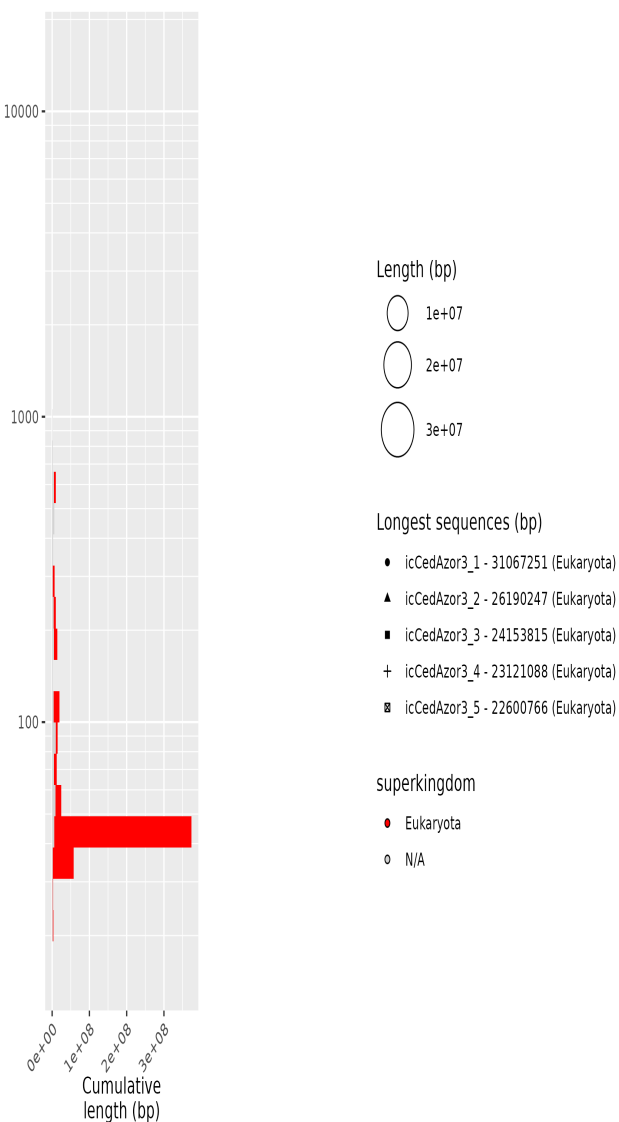 10000
1000
100
0e+00
1e+08
2e+08
3e+08
Cumulative
length (bp)
Length (bp)
1e+07
2e+07
3e+07
Longest sequences (bp)
icCedAzor3_1 - 31067251 (Eukaryota)
icCedAzor3_2 - 26190247 (Eukaryota)
icCedAzor3_3 - 24153815 (Eukaryota)
icCedAzor3_4 - 23121088 (Eukaryota)
icCedAzor3_5 - 22600766 (Eukaryota)
superkingdom
Eukaryota
N/A